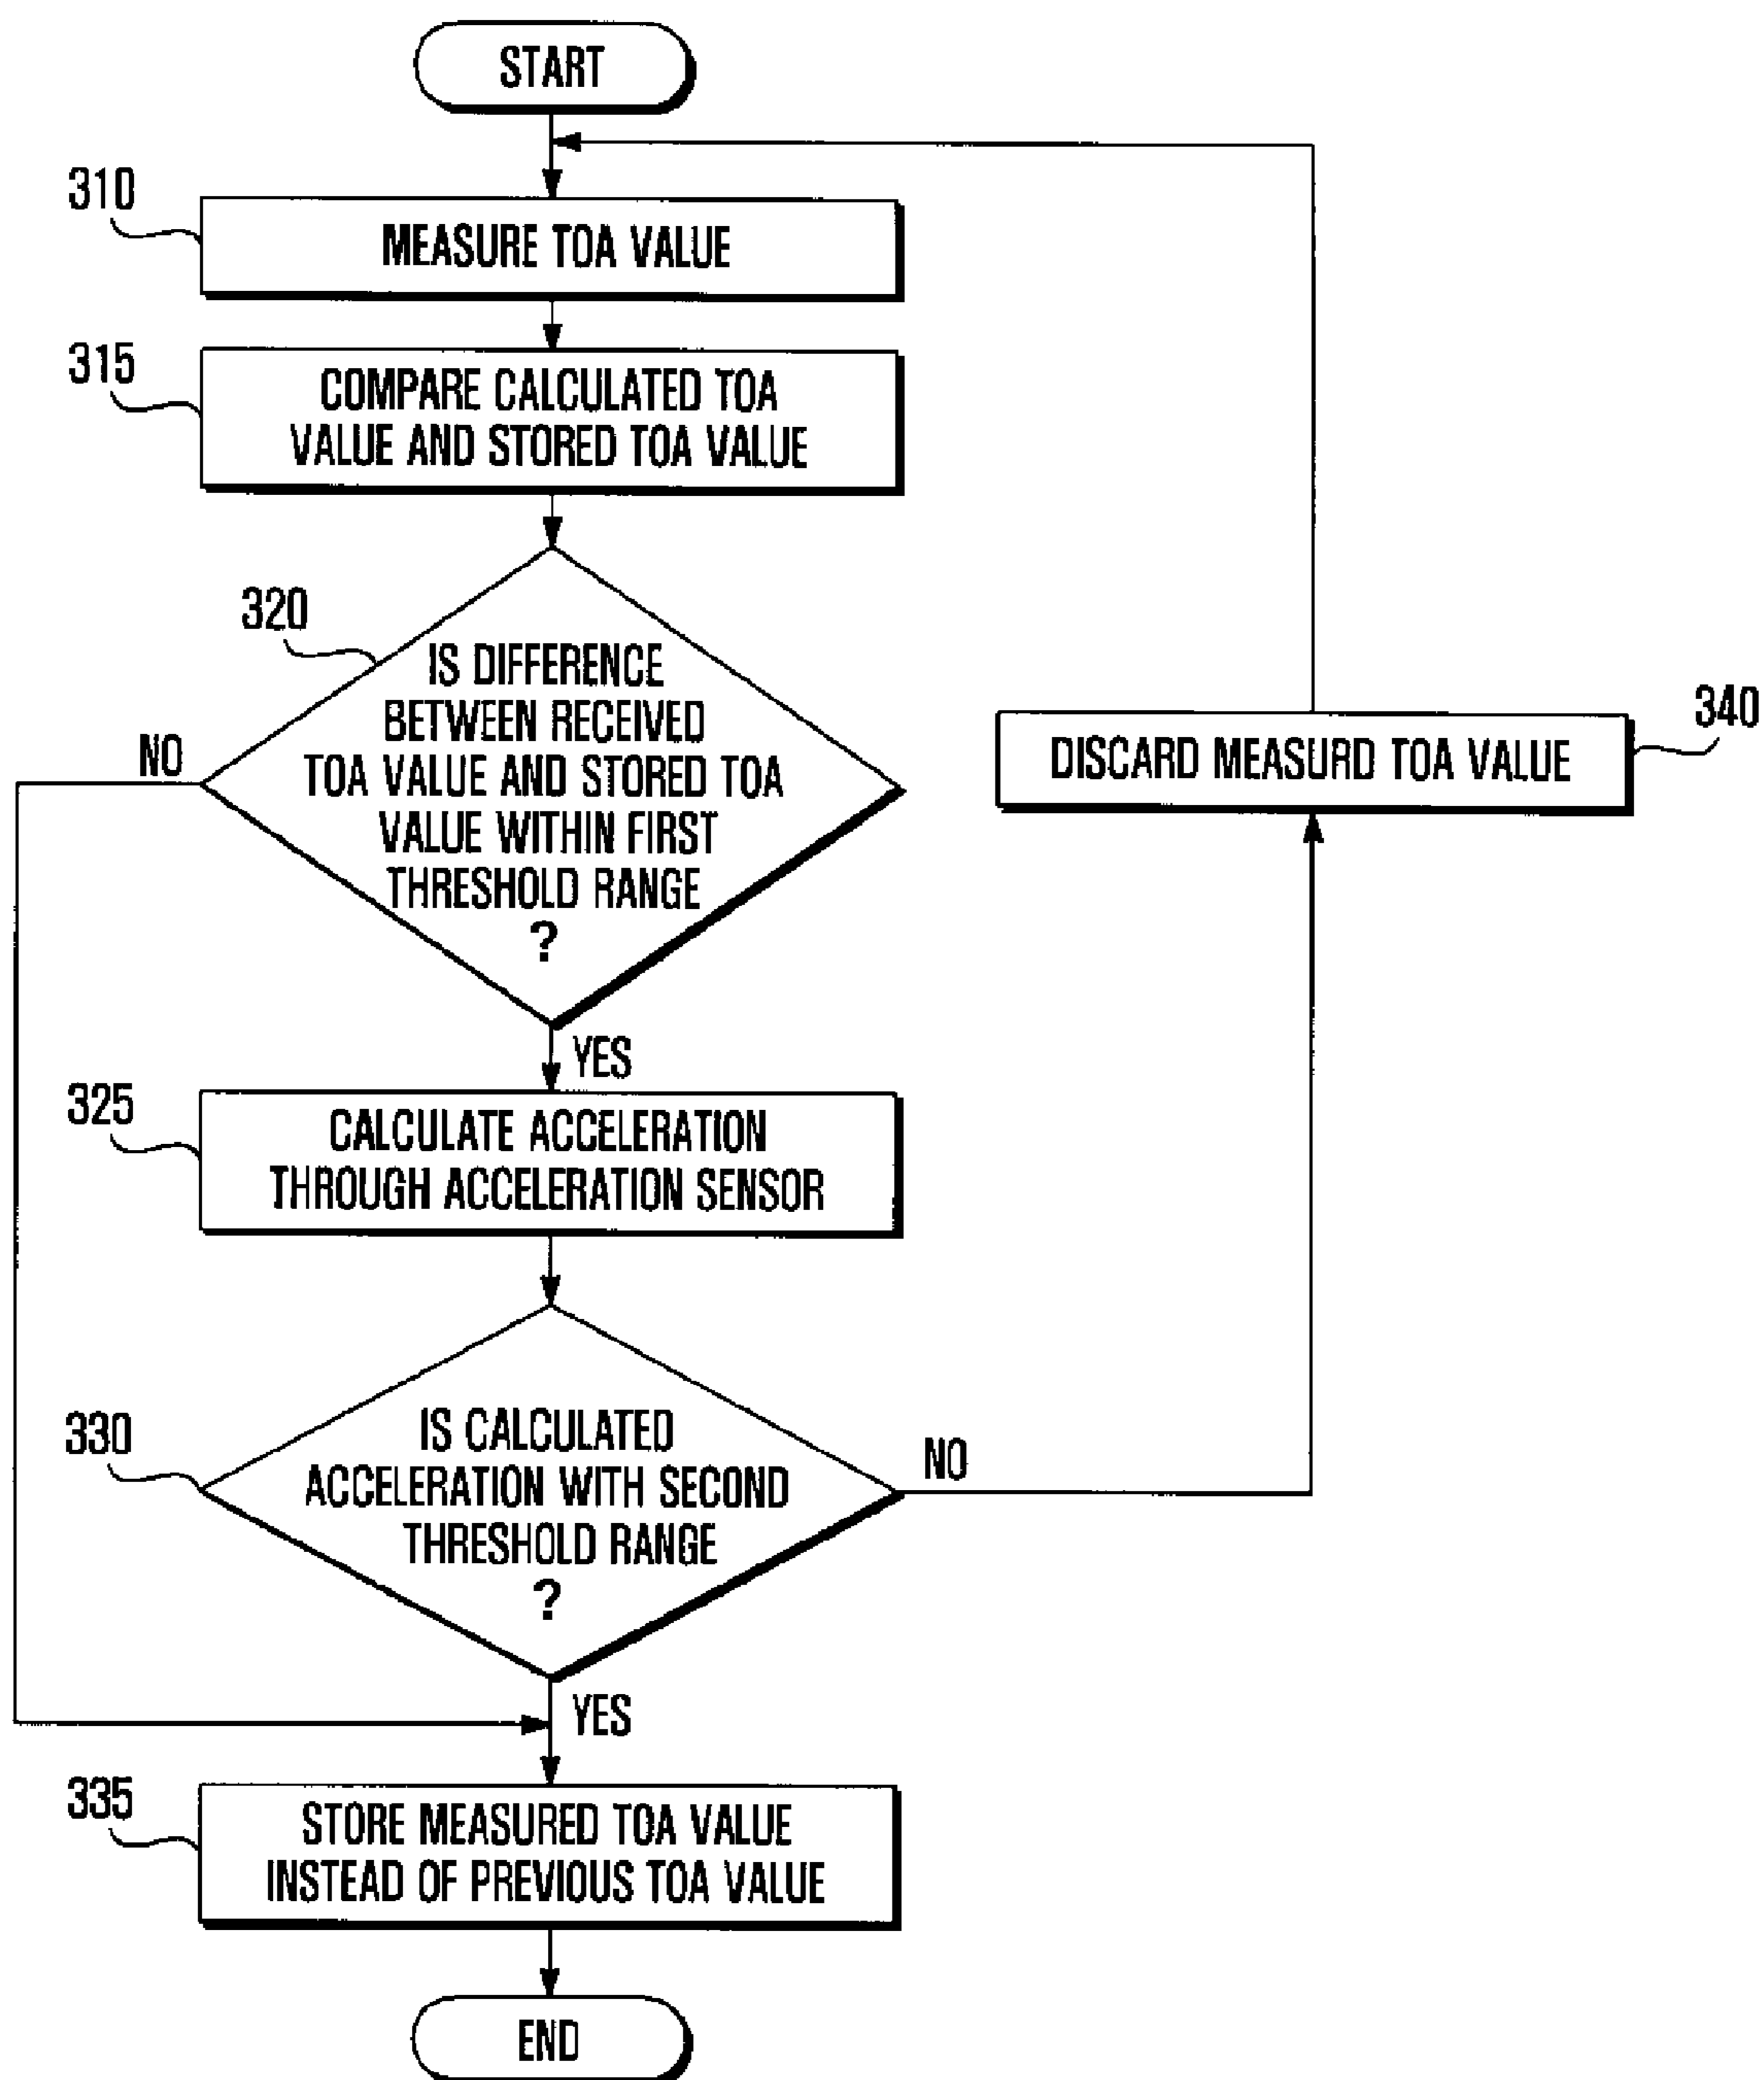 START
310
MEASURE TOA VALUE
315
COMPARE CALCULATED TOA
VALUE AND STORED TOA VALUE
320
IS DIFFERENCE
BETWEEN RECEIVED
TOA VALUE AND STORED TOA
VALUE WITHIN FIRST
THRESHOLD RANGE
?
NO
YES
340
DISCARD MEASURD TOA VALUE
325
CALCULATE ACCELERATION
THROUGH ACCELERATION SENSOR
330
IS CALCULATED
ACCELERATION WITH SECOND
THRESHOLD RANGE
?
NO
YES
335
STORE MEASURED TOA VALUE
INSTEAD OF PREVIOUS TOA VALUE
END